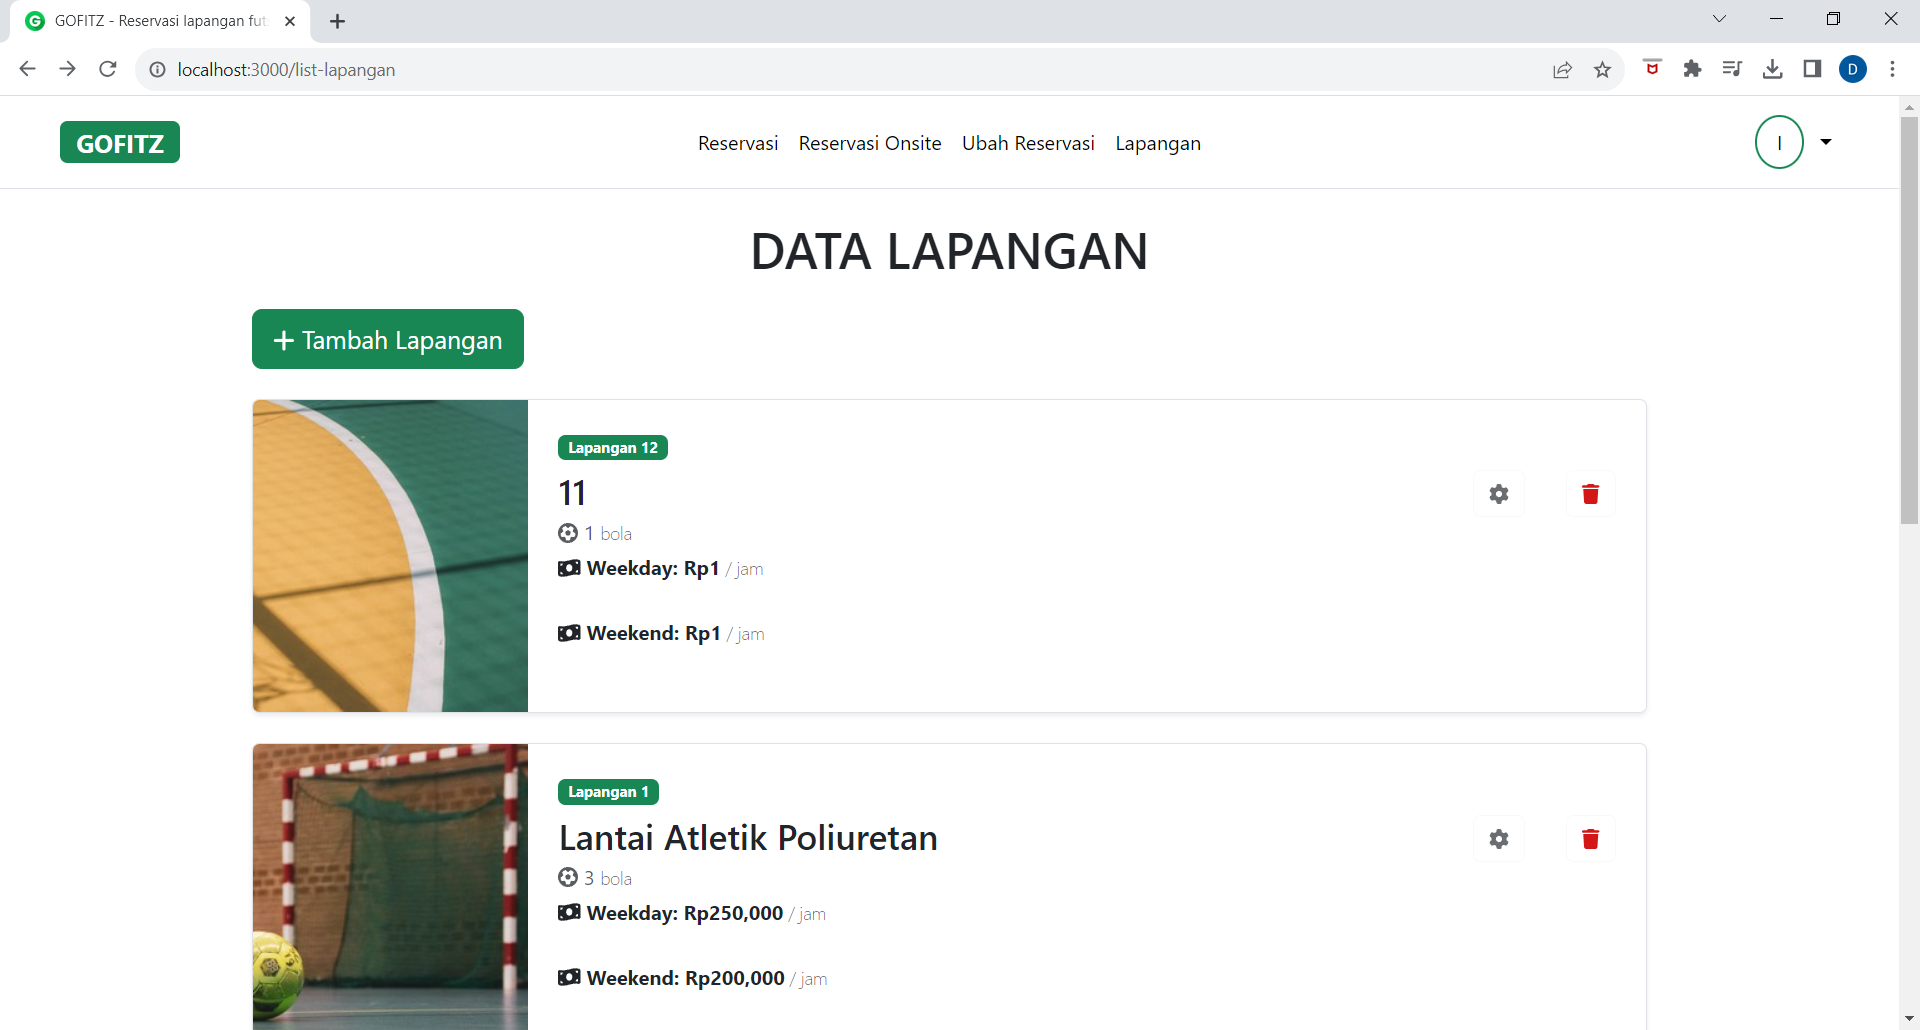 GOFITZ - Reservasi lapangan fut
localhost:3000/list-lapangan
D
GOFITZ
Reservasi Reservasi Onsite Ubah Reservasi Lapangan
I
DATA LAPANGAN
Tambah Lapangan
Lapangan 12
11
1 bola
Weekday: Rp1 / jam
Weekend: Rp1 / jam
Lapangan 1
Lantai Atletik Poliuretan
3 bola
Weekday: Rp250,000 / jam
Weekend: Rp200,000 / jam